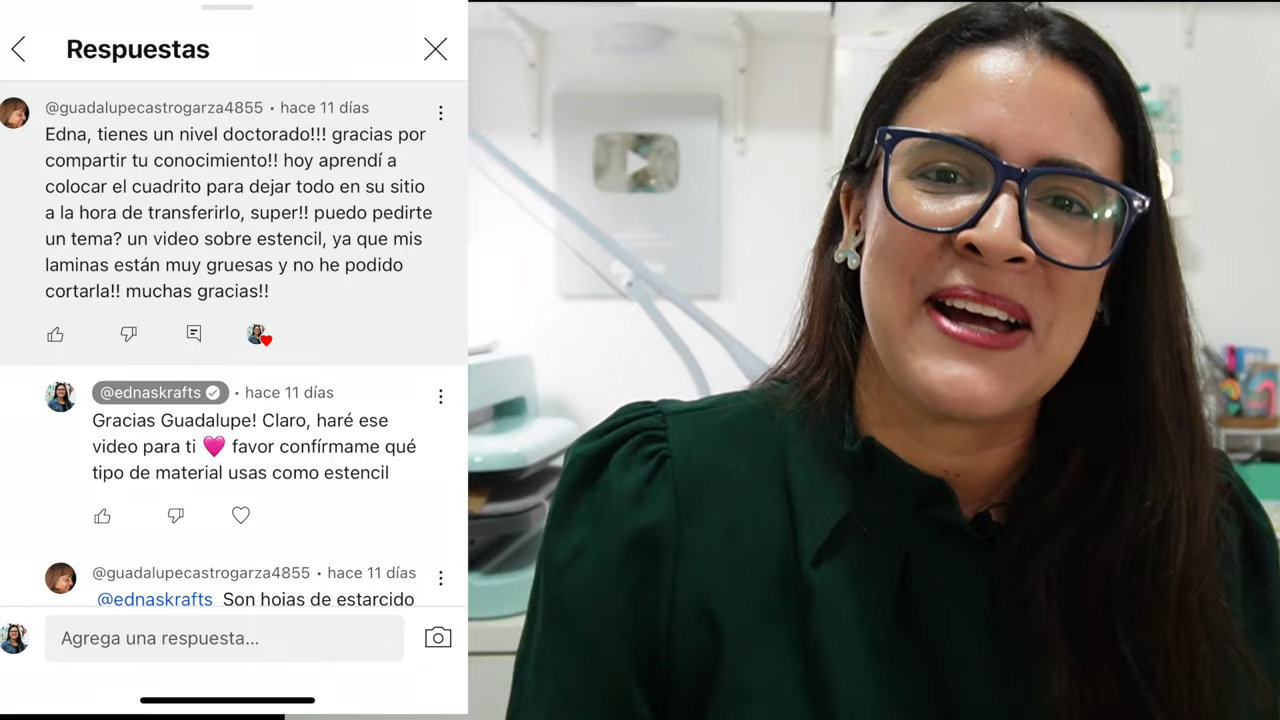 Respuestas
@guadalupecastrogarza4855 • hace 11 días
Edna, tienes un nivel doctorado!!! gracias por
compartir tu conocimiento!! hoy aprendí a
colocar el cuadrito para dejar todo en su sitio
a la hora de transferirlo, super!! puedo pedirte
un tema? un video sobre estencil, ya que mis
laminas están muy gruesas y no he podido
cortarla!! muchas gracias!!
@ednaskrafts • hace 11 días
Gracias Guadalupe! Claro, haré ese
video para ti 💗 favor confírmame qué
tipo de material usas como estencil
@guadalupecastrogarza4855 • hace 11 días
@ednaskrafts Son hojas de estarcido
Agrega una respuesta...